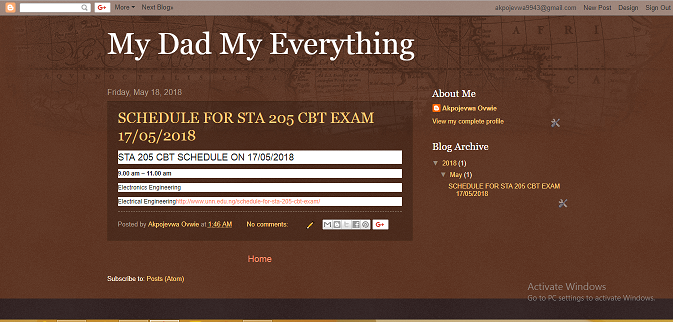 More Next Blog» akpojevwa9943@gmail.com New Post Design Sign Out
My Dad My Everything
Friday, May 18, 2018
SCHEDULE FOR STA 205 CBT EXAM
17/05/2018
STA 205 CBT SCHEDULE ON 17/05/2018
9.00 am – 11.00 am
Electronics Engineering
Electrical Engineeringhttp://www.unn.edu.ng/schedule-for-sta-205-cbt-exam/
Posted by Akpojevwa Ovwie at 1:46 AM No comments:
Home
Subscribe to: Posts (Atom)
About Me
Akpojevwa Ovwie
View my complete profile
Blog Archive
▼ 2018 (1)
▼ May (1)
SCHEDULE FOR STA 205 CBT EXAM
17/05/2018
Activate Windows
Go to PC settings to activate Windows.